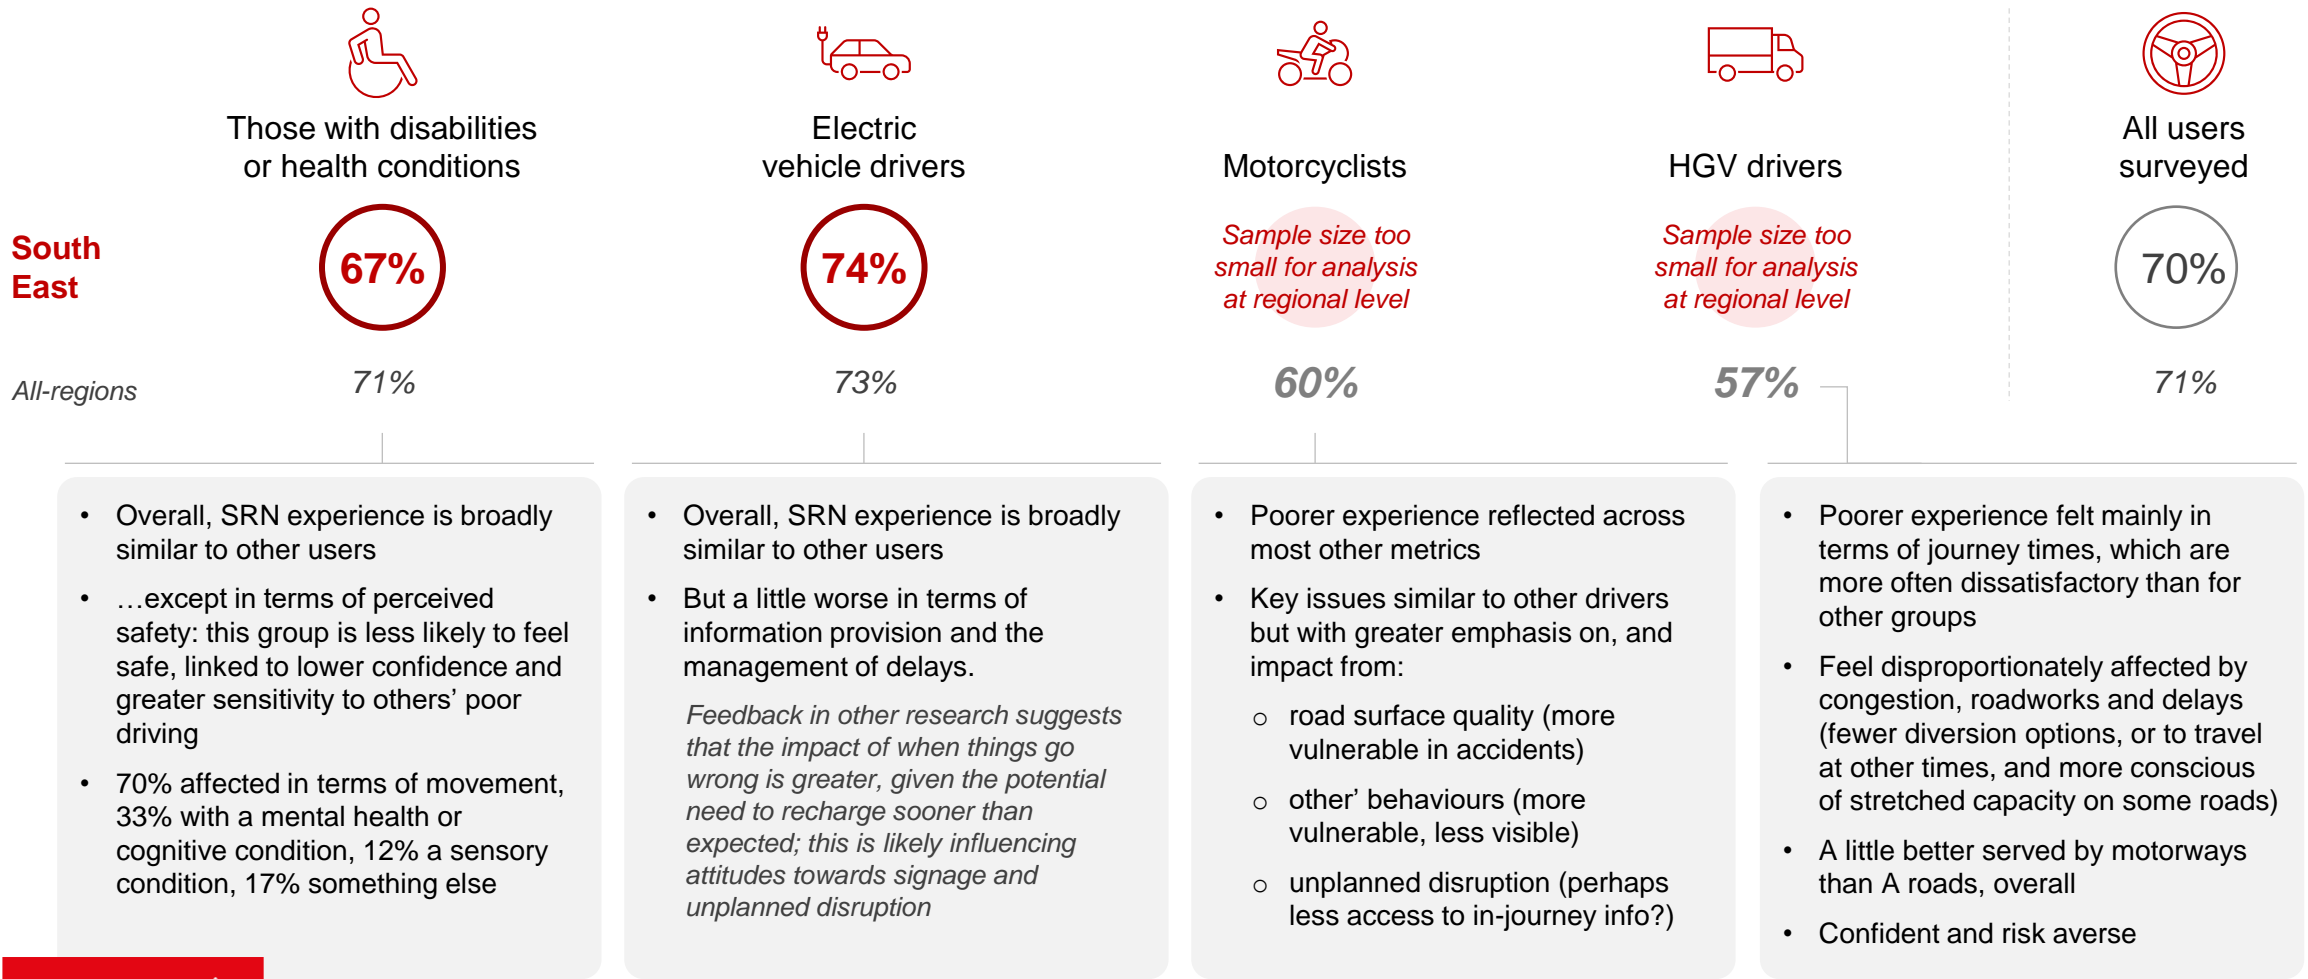 Those with disabilities
or health conditions
Electric
vehicle drivers
Motorcyclists
HGV drivers
All users
surveyed
South
East
67%
74%
Sample size too
small for analysis
at regional level
Sample size too
small for analysis
at regional level
70%
All-regions
71%
73%
60%
57%
71%
• Overall, SRN experience is broadly
similar to other users
• …except in terms of perceived
safety: this group is less likely to feel
safe, linked to lower confidence and
greater sensitivity to others’ poor
driving
• 70% affected in terms of movement,
33% with a mental health or
cognitive condition, 12% a sensory
condition, 17% something else
• Overall, SRN experience is broadly
similar to other users
• But a little worse in terms of
information provision and the
management of delays.
Feedback in other research suggests
that the impact of when things go
wrong is greater, given the potential
need to recharge sooner than
expected; this is likely influencing
attitudes towards signage and
unplanned disruption
• Poorer experience reflected across
most other metrics
• Key issues similar to other drivers
but with greater emphasis on, and
impact from:
o road surface quality (more
vulnerable in accidents)
o other’ behaviours (more
vulnerable, less visible)
o unplanned disruption (perhaps
less access to in-journey info?)
• Poorer experience felt mainly in
terms of journey times, which are
more often dissatisfactory than for
other groups
• Feel disproportionately affected by
congestion, roadworks and delays
(fewer diversion options, or to travel
at other times, and more conscious
of stretched capacity on some roads)
• A little better served by motorways
than A roads, overall
• Confident and risk averse